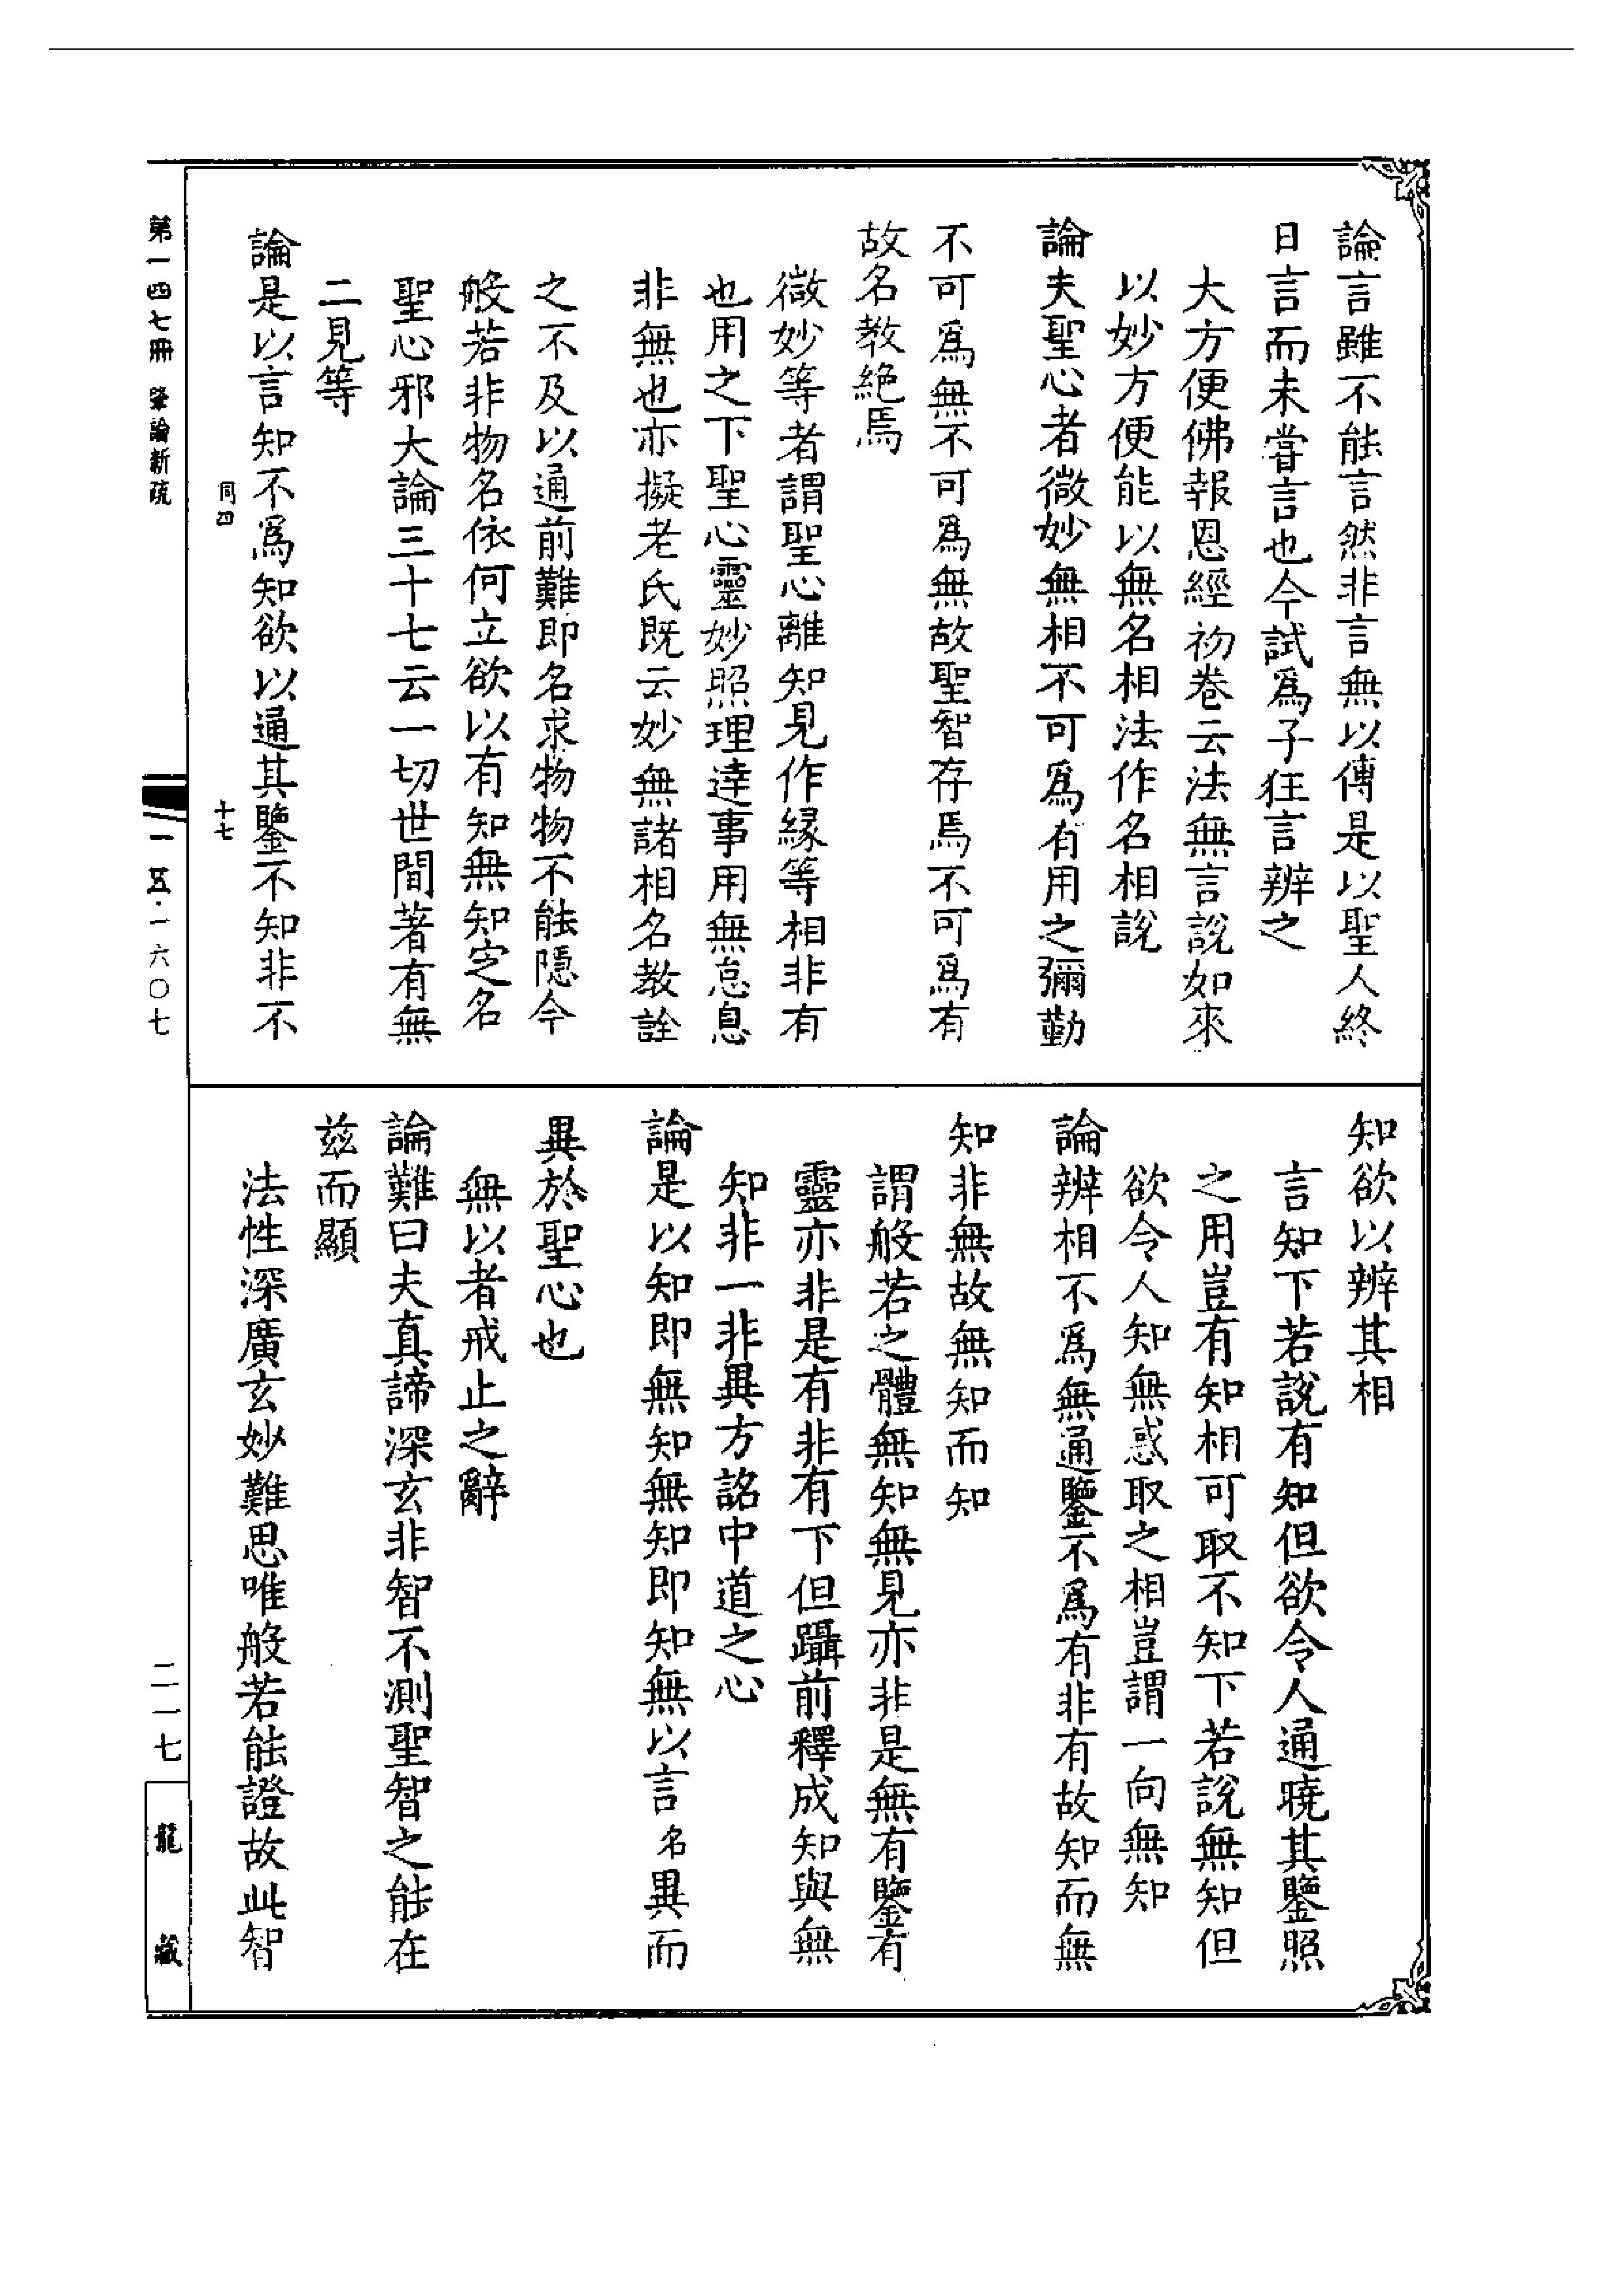 論言雖不能言然非言無以傳是以聖人終
日言而未嘗言也今試為子狂言辨之
大方便佛報恩經初卷云法無言說如來
以妙方便能以無名相法作名相說
論夫聖心者微妙無相不可為有用之彌勤
不可為無不可為無故聖智存焉不可為有
故名教絕焉
微妙等者謂聖心離知見作緣等相非有
也用之下聖心靈妙照理達事用無怠息
非無也亦擬老氏既云妙無諸相名教詮
之不及以通前難即名求物物不能隱今
般若非物名依何立欲以有知無知定名
聖心邪大論三十七云一切世間著有無
二見等
論是以言知不為知欲以通其鑒不知非不
同四
十七
知欲以辨其相
言知下若說有知但欲令人通曉其鑒照
之用豈有知相可取不知下若說無知但
欲令人知無惑取之相豈謂一向無知
論辨相不為無通鑒不為有非有故知而無
知非無故無知而知
謂般若之體無知無見亦非是無有鑒有
靈亦非是有非有下但躡前釋成知與無
知非一非異方詺中道之心
論是以知即無知無知即知無以言名異而
異於聖心也
無以者戒止之辭
論難曰夫真諦深玄非智不測聖智之能在
茲而顯
法性深廣玄妙難思唯般若能證故此智
第一四七冊 肇論新疏
一五·一六〇七
二一七
龍藏